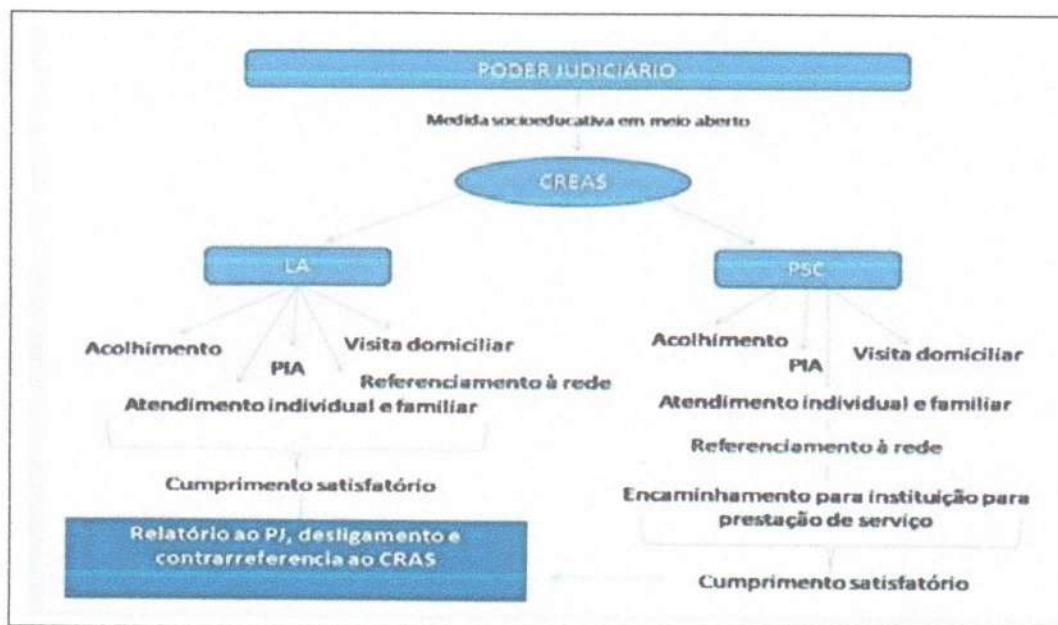 PODER JUDICIÁRIO
Medida socioeducativa em meio aberto
CREAS
LA
PSC
Acolhimento
PIA
Visita domiciliar
Referenciamento à rede
Atendimento individual e familiar
Cumprimento satisfatório
Relatório ao PJ, desligamento e
contrarreferencia ao CRAS
Acolhimento
PIA
Visita domiciliar
Atendimento individual e familiar
Referenciamento à rede
Encaminhamento para instituição para
prestação de serviço
Cumprimento satisfatório